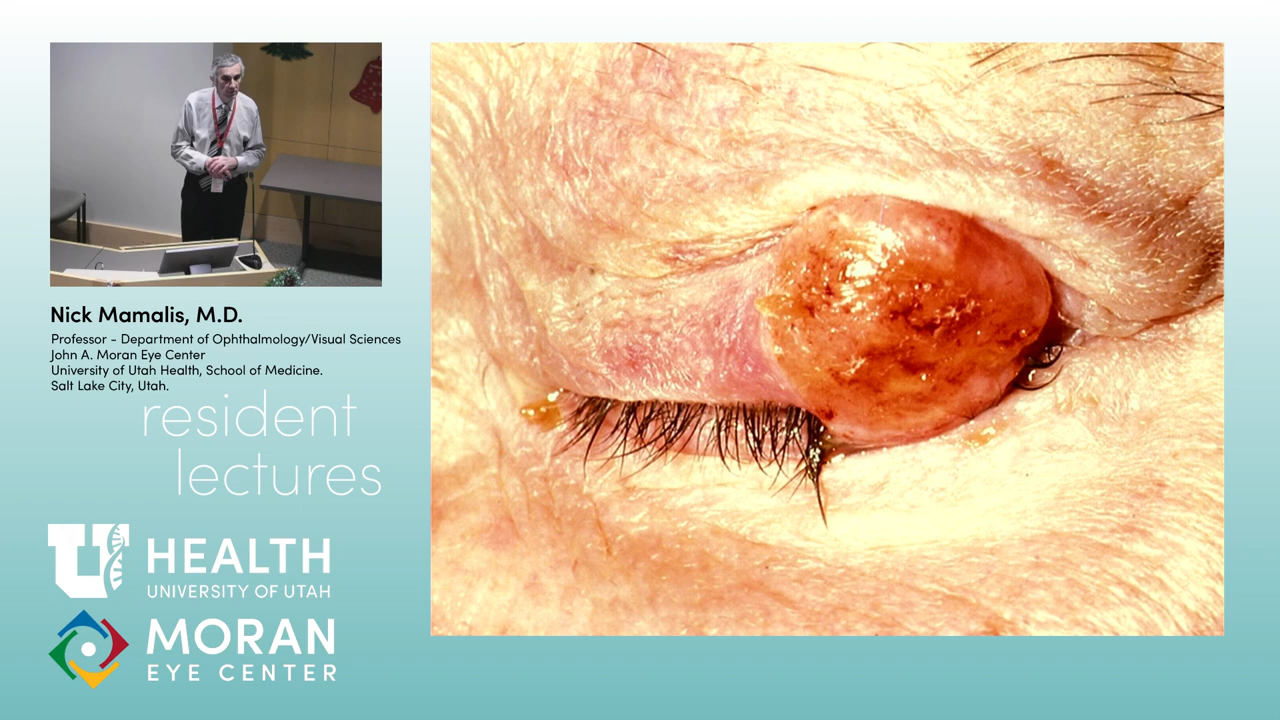 Nick Mamalis, M.D.
Professor - Department of Ophthalmology/Visual Sciences
John A. Moran Eye Center
University of Utah Health, School of Medicine.
Salt Lake City, Utah.
resident
lectures
U HEALTH
UNIVERSITY OF UTAH
MORAN
EYE CENTER